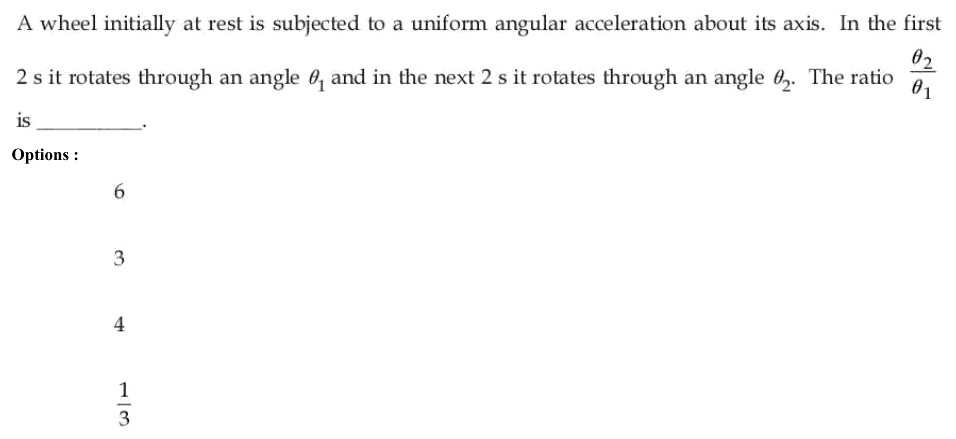 A wheel initially at rest is subjected to a uniform angular acceleration about its axis. In the first
2 s it rotates through an angle θ₁ and in the next 2 s it rotates through an angle θ₂. The ratio θ₂/θ₁
is ________.
Options :
6
3
4
1/3